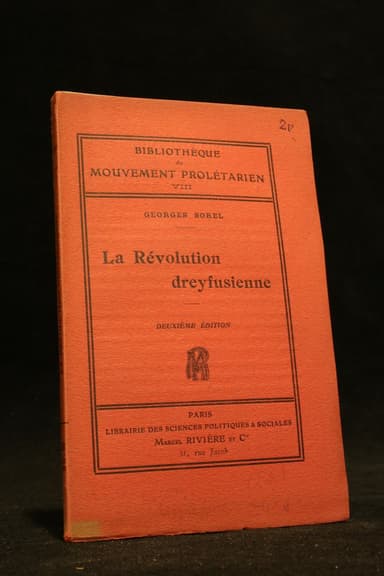 2f
BIBLIOTHÈQUE
du
MOUVEMENT PROLÉTARIEN
VIII
GEORGES SOREL
La Révolution
dreyfusienne
DEUXIÈME ÉDITION
PARIS
LIBRAIRIE DES SCIENCES POLITIQUES & SOCIALES
MARCEL RIVIÈRE ET Cie
31, rue Jacob